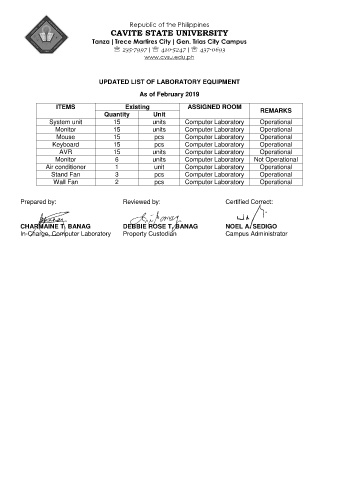 Republic of the Philippines
CAVITE STATE UNIVERSITY
Tanza | Trece Martires City | Gen. Trias City Campus
☏ 235-7997 | ☏ 430-5247 | ☏ 437-0693
www.cvsu.edu.ph
UPDATED LIST OF LABORATORY EQUIPMENT
As of February 2019
ITEMS Existing ASSIGNED ROOM REMARKS
Quantity Unit
System unit 15 units Computer Laboratory Operational
Monitor 15 units Computer Laboratory Operational
Mouse 15 pcs Computer Laboratory Operational
Keyboard 15 pcs Computer Laboratory Operational
AVR 15 units Computer Laboratory Operational
Monitor 6 units Computer Laboratory Not Operational
Air conditioner 1 unit Computer Laboratory Operational
Stand Fan 3 pcs Computer Laboratory Operational
Wall Fan 2 pcs Computer Laboratory Operational
Prepared by: Reviewed by: Certified Correct:
CHARMAINE T. BANAG DEBBIE ROSE T. BANAG NOEL A. SEDIGO
In-Charge, Computer Laboratory Property Custodian Campus Administrator